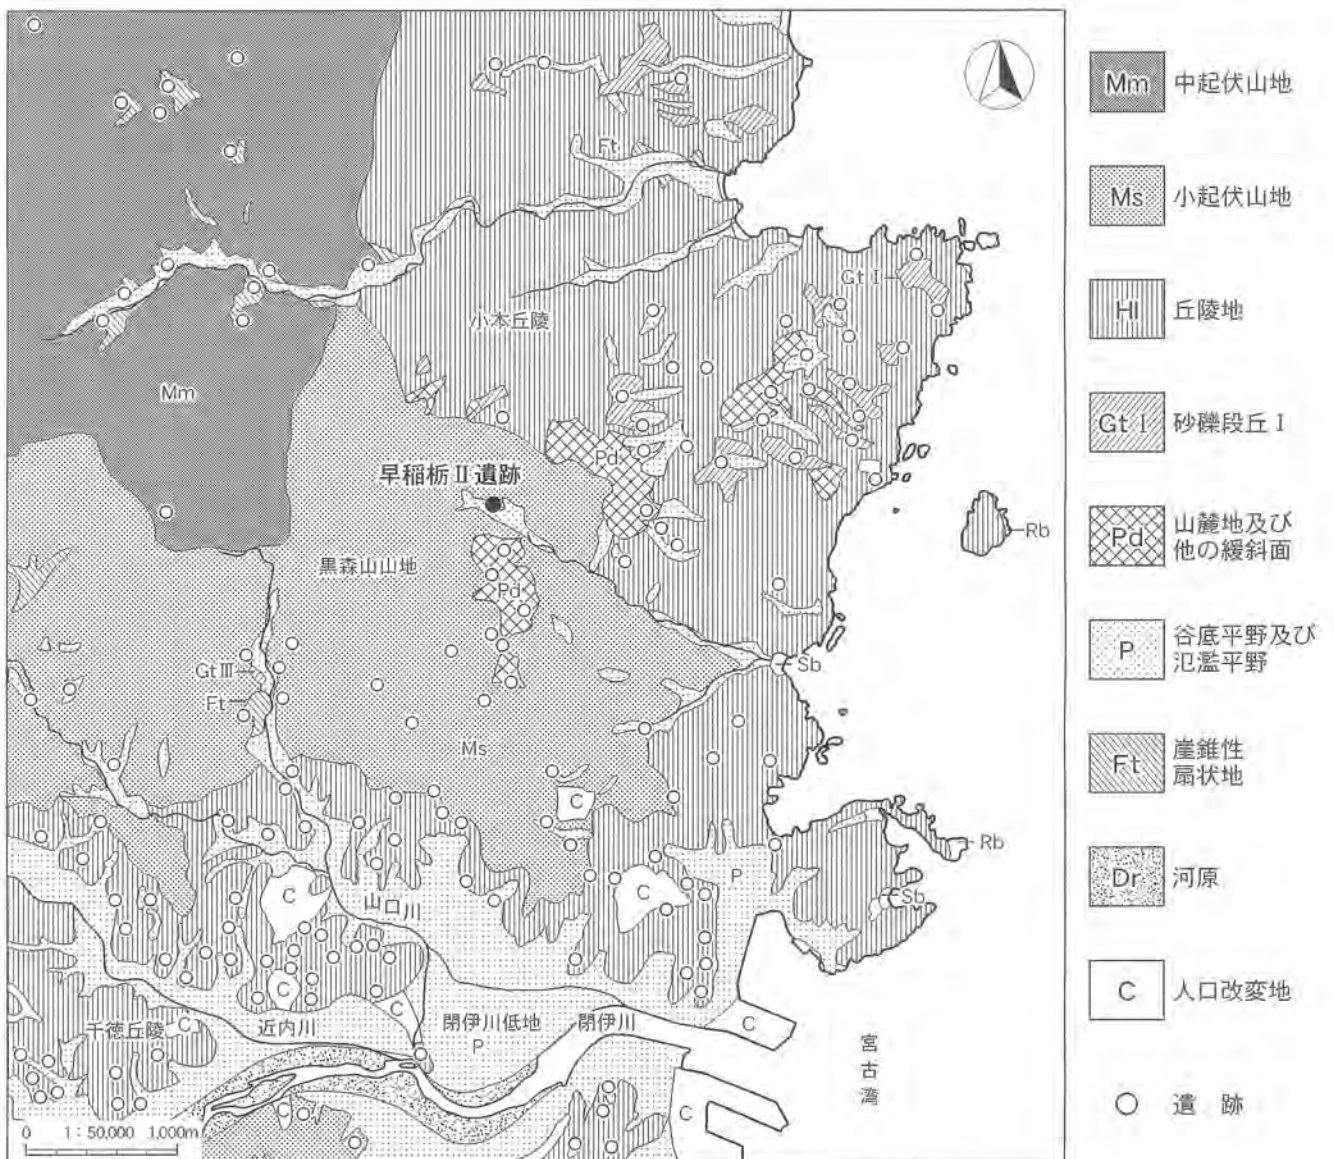 Ft
Gt I
小本丘陵
Mm
Pd
早稲栃Ⅱ遺跡
Rb
黒森山山地
Pd
Sb
GtⅢ
Ft
Ms
C
Rb
P
C
C
Sb
山口川
C
C
千徳丘陵
C
近内川
閉伊川低地
P
閉伊川
C
宮古湾
C
C
0 1:50,000 1,000m
Mm 中起伏山地
Ms 小起伏山地
Hl 丘陵地
Gt I 砂礫段丘 I
Pd 山麓地及び
他の緩斜面
P 谷底平野及び
氾濫平野
Ft 崖錐性
扇状地
Dr 河原
C 人口改変地
遺跡